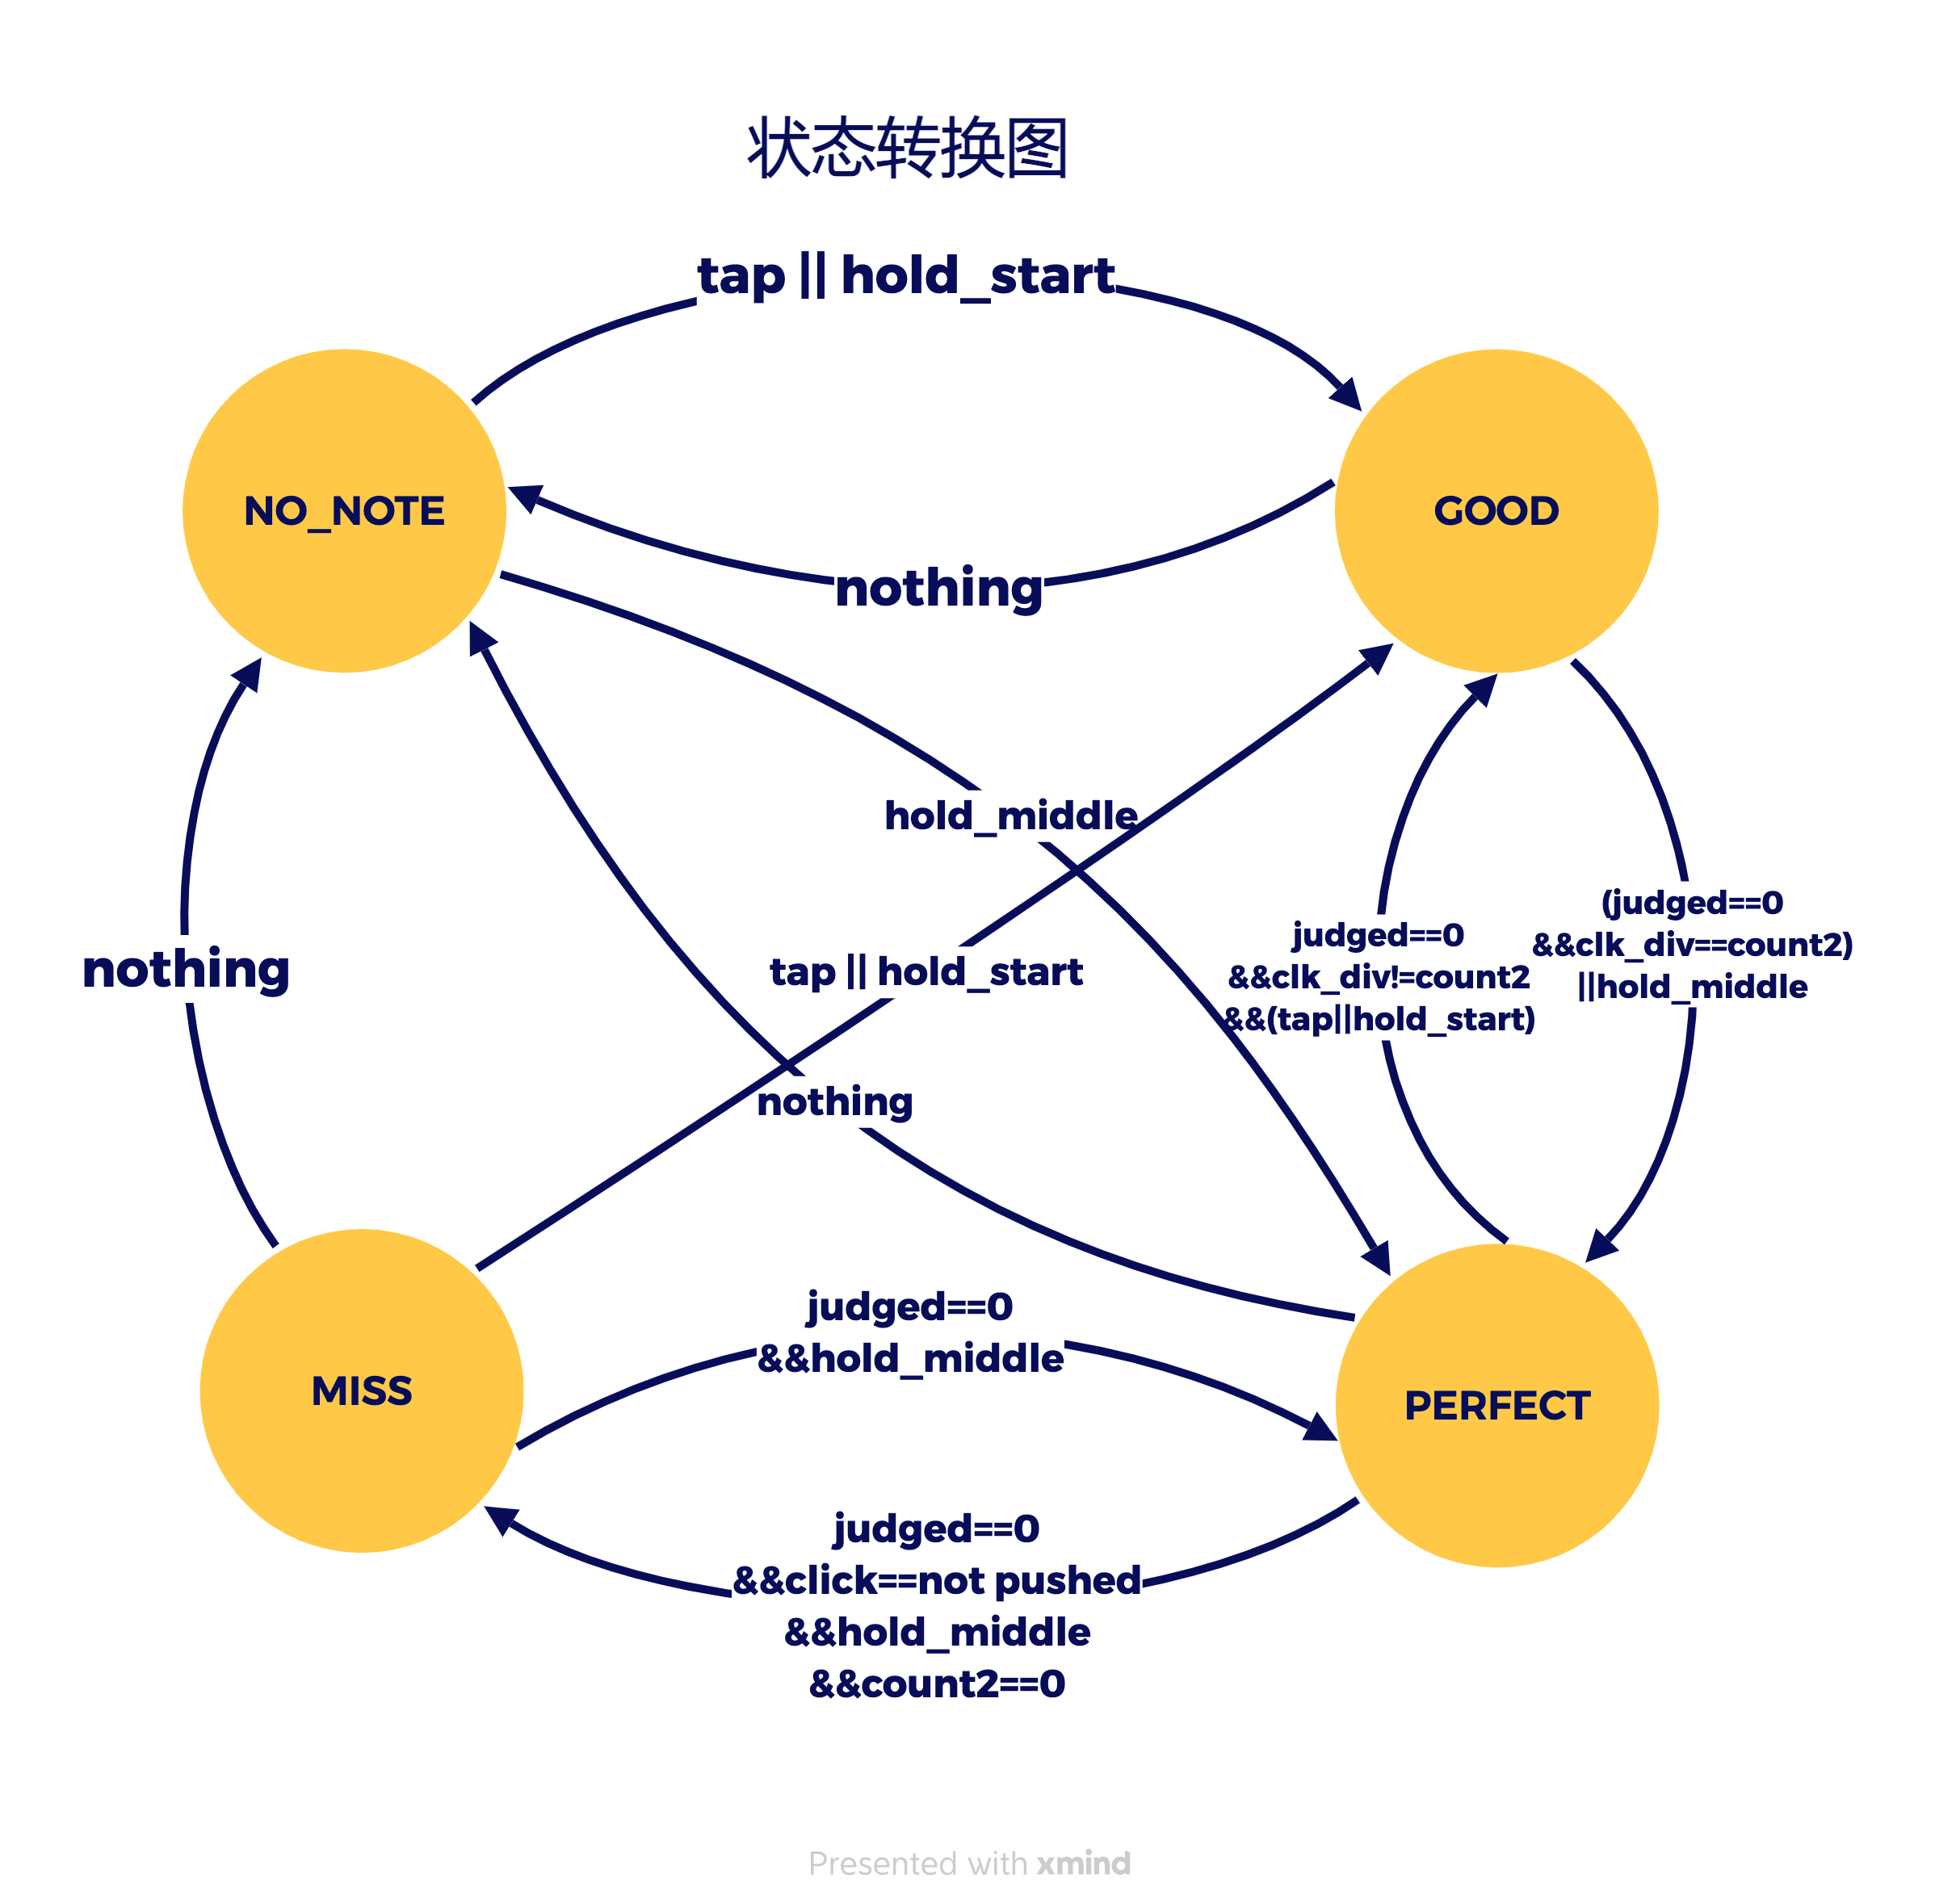 状态转换图
tap || hold_start
NO_NOTE
GOOD
nothing
hold_middle
(judged==0
&&clk_div==count2)
||hold_middle
judged==0
&&clk_div!=count2
&&(tap||hold_start)
nothing
tap || hold_start
nothing
judged==0
&&hold_middle
MISS
PERFECT
judged==0
&&click==not pushed
&&hold_middle
&&count2==0
Presented with xmind